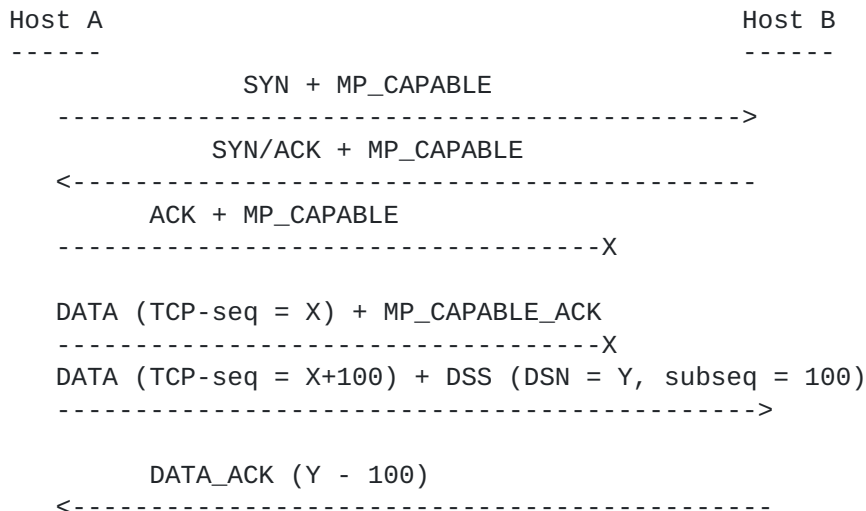 Host A Host B
------ ------
SYN + MP_CAPABLE
-------------------------------------------->
SYN/ACK + MP_CAPABLE
<--------------------------------------------
ACK + MP_CAPABLE
-----------------------------------X
DATA (TCP-seq = X) + MP_CAPABLE_ACK
-----------------------------------X
DATA (TCP-seq = X+100) + DSS (DSN = Y, subseq = 100)
--------------------------------------------->
DATA_ACK (Y - 100)
<---------------------------------------------